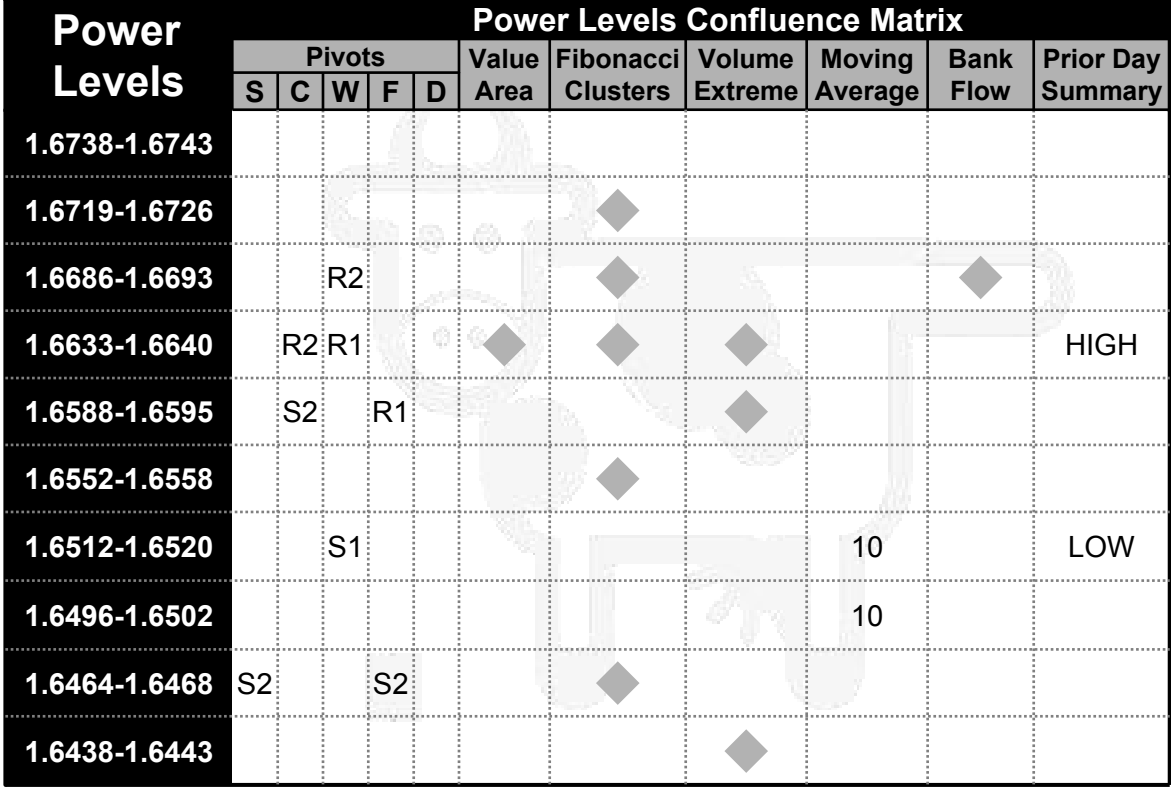 Power Levels
Power Levels Confluence Matrix
Pivots
S C W F D
Value Area
Fibonacci Clusters
Volume Extreme
Moving Average
Bank Flow
Prior Day Summary
1.6738-1.6743
1.6719-1.6726
1.6686-1.6693 R2
1.6633-1.6640 R2 R1 HIGH
1.6588-1.6595 S2 R1
1.6552-1.6558
1.6512-1.6520 S1 10 LOW
1.6496-1.6502 10
1.6464-1.6468 S2 S2
1.6438-1.6443